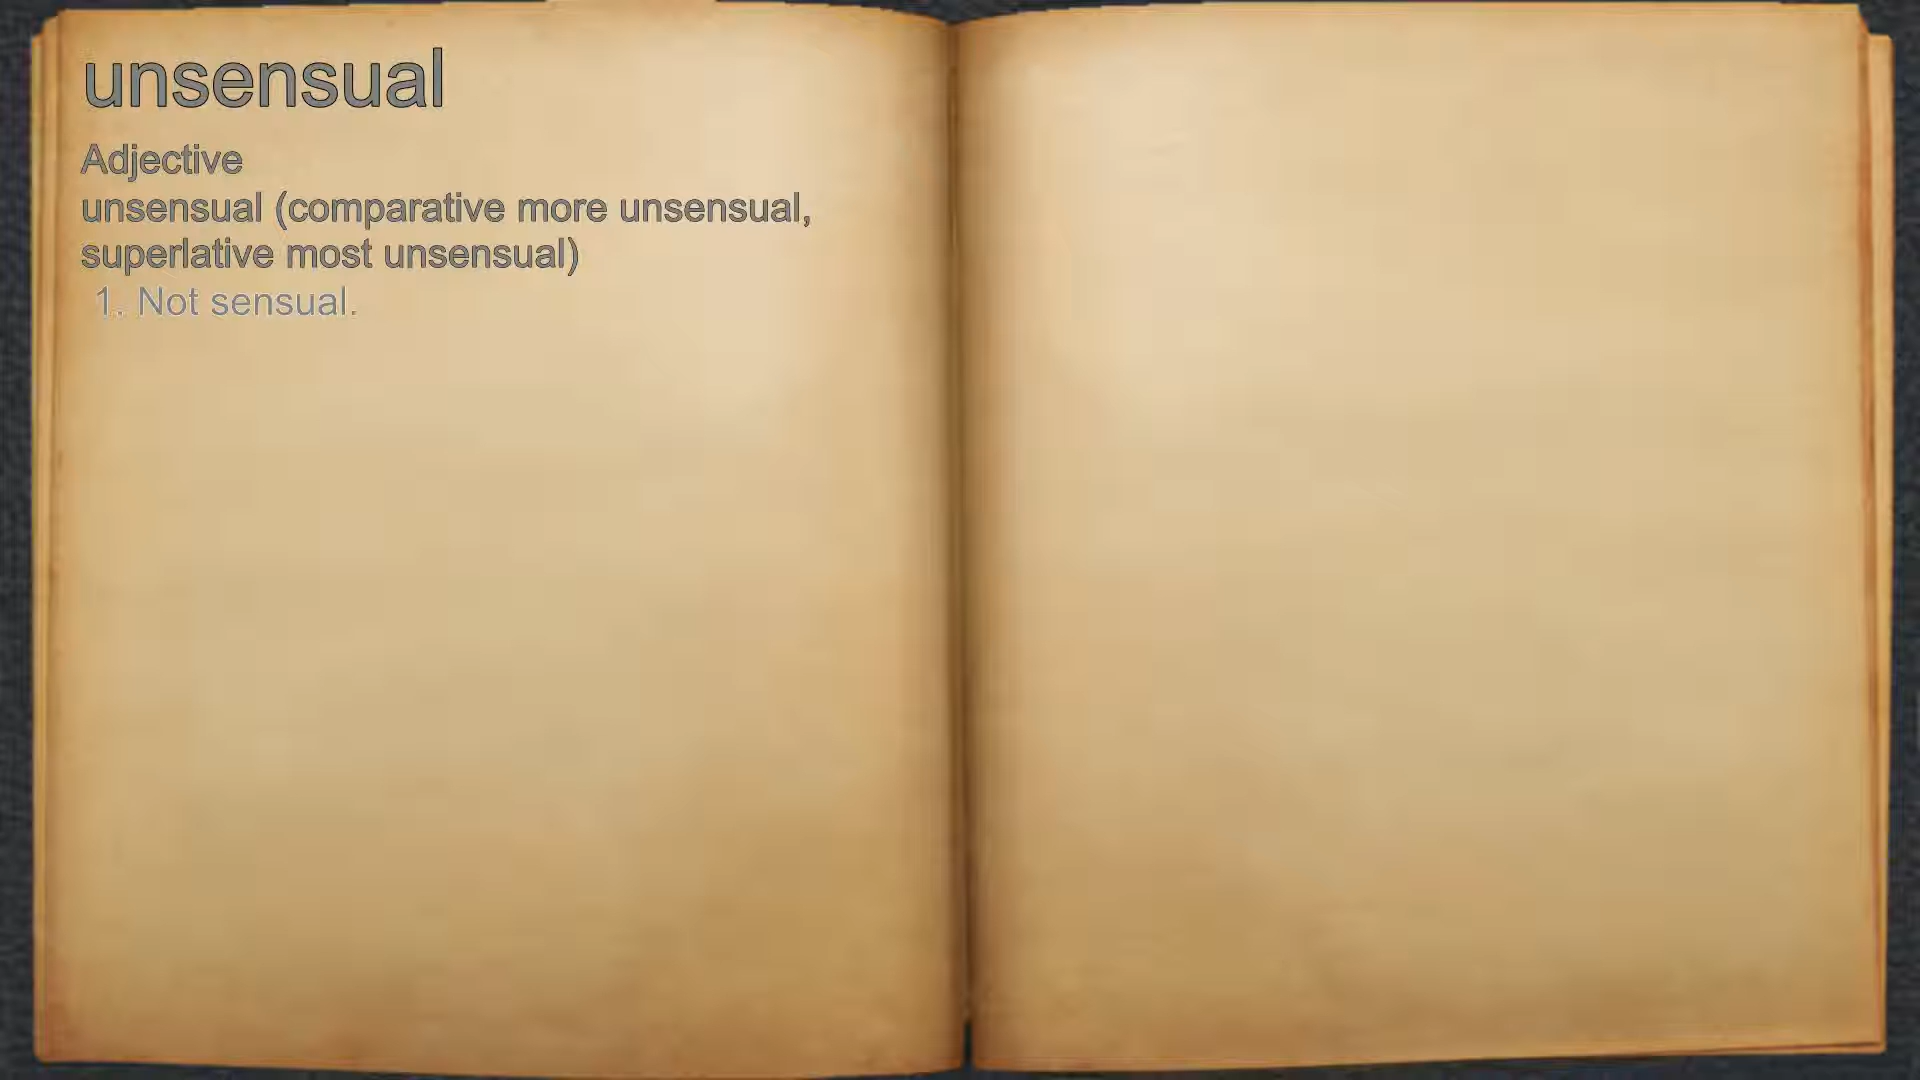 unsensual
Adjective
unsensual (comparative more unsensual,
superlative most unsensual)
1. Not sensual.